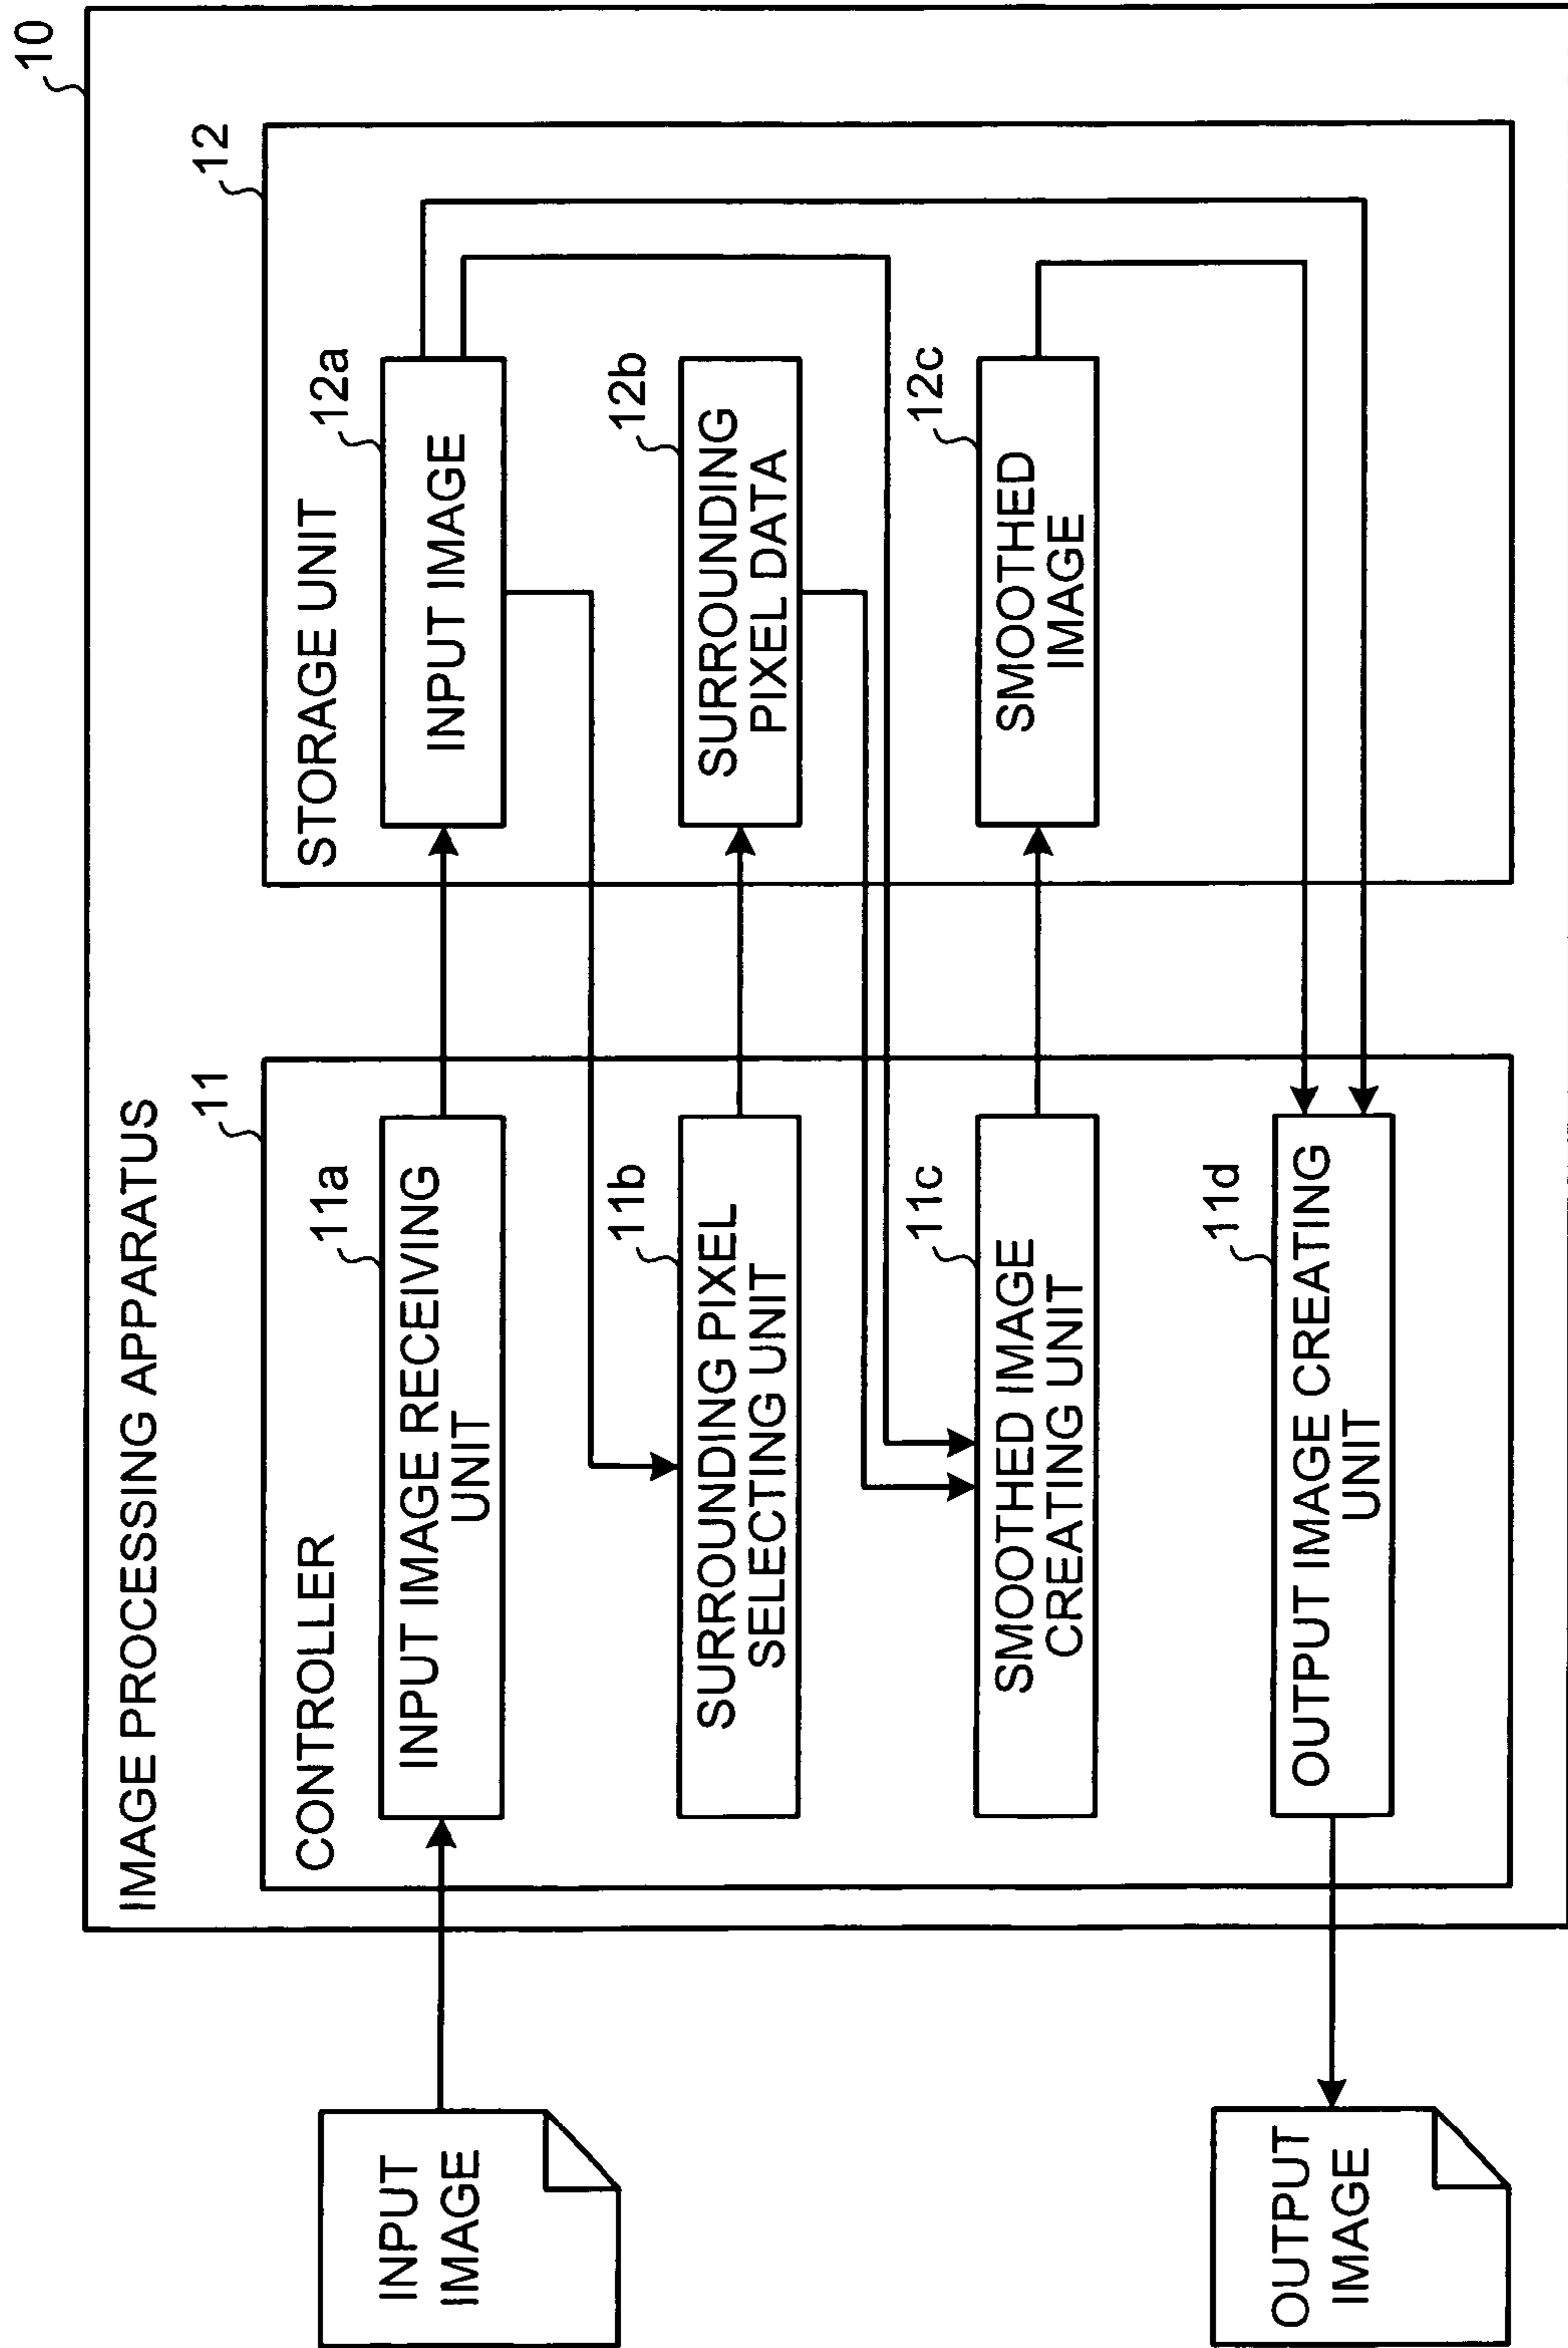 10
IMAGE PROCESSING APPARATUS
11
CONTROLLER
12
STORAGE UNIT
INPUT
IMAGE
11a
INPUT IMAGE RECEIVING
UNIT
12a
INPUT IMAGE
11b
SURROUNDING PIXEL
SELECTING UNIT
12b
SURROUNDING
PIXEL DATA
11c
SMOOTHED IMAGE
CREATING UNIT
12c
SMOOTHED
IMAGE
11d
OUTPUT IMAGE CREATING
UNIT
OUTPUT
IMAGE